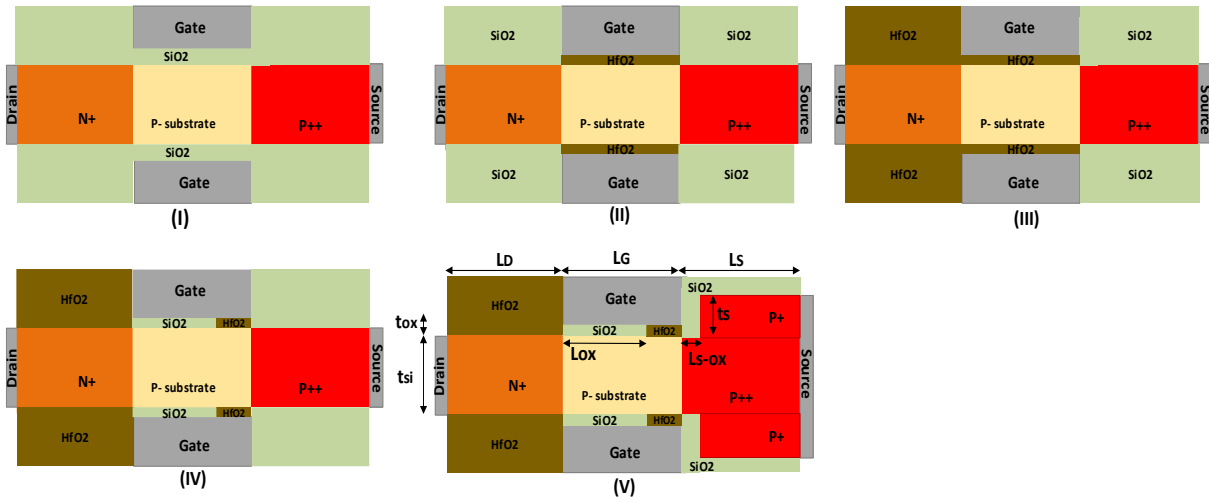 Gate
SiO2
Drain
N+
P- substrate
P++
Source
SiO2
Gate
(I)
SiO2
Gate
SiO2
HfO2
Drain
N+
P- substrate
P++
Source
HfO2
SiO2
Gate
SiO2
(II)
HfO2
Gate
SiO2
HfO2
Drain
N+
P- substrate
P++
Source
HfO2
HfO2
Gate
SiO2
(III)
HfO2
Gate
SiO2
HfO2
Drain
N+
P- substrate
P++
Source
SiO2
HfO2
HfO2
Gate
(IV)
LD
LG
LS
SiO2
HfO2
Gate
ts
P+
tox
SiO2
HfO2
Lox
Ls-ox
tsi
Drain
N+
P- substrate
P++
Source
SiO2
HfO2
HfO2
Gate
P+
SiO2
(V)